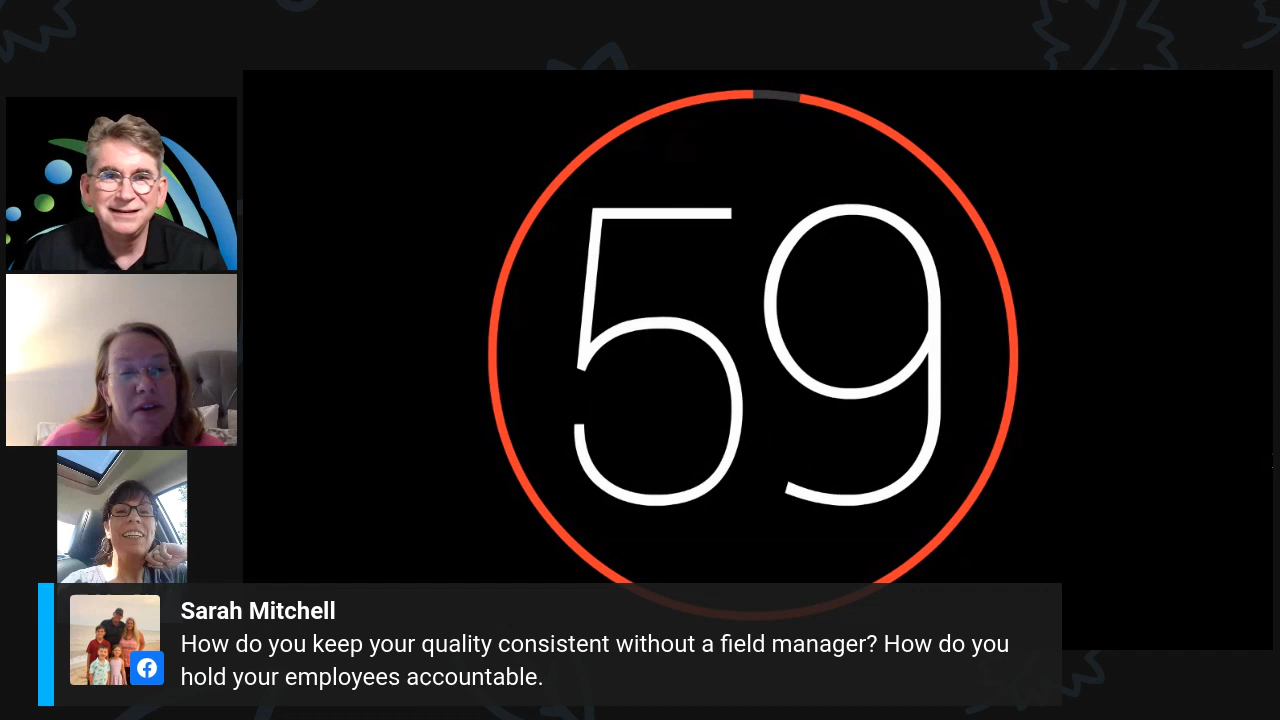 59
Sarah Mitchell
How do you keep your quality consistent without a field manager? How do you
hold your employees accountable.